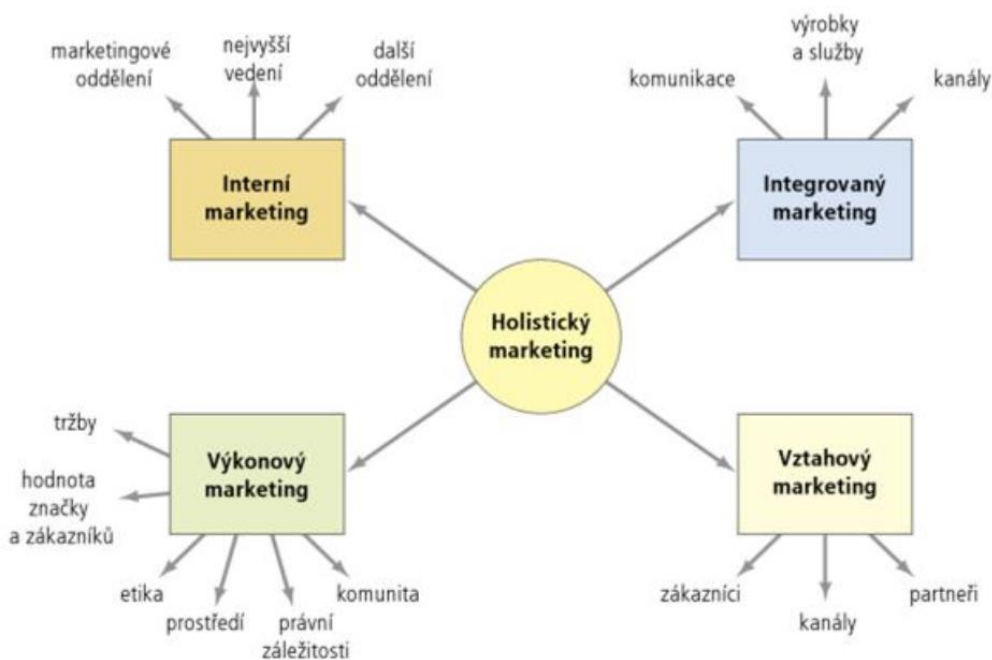 marketingové
oddělení
nejvyšší
vedení
další
oddělení
Interní
marketing
komunikace
výrobky
a služby
kanály
Integrovaný
marketing
Holistický
marketing
tržby
hodnota
značky
a zákazníků
Výkonový
marketing
etika
prostředí
právní
záležitosti
komunita
Vztahový
marketing
zákazníci
kanály
partneři